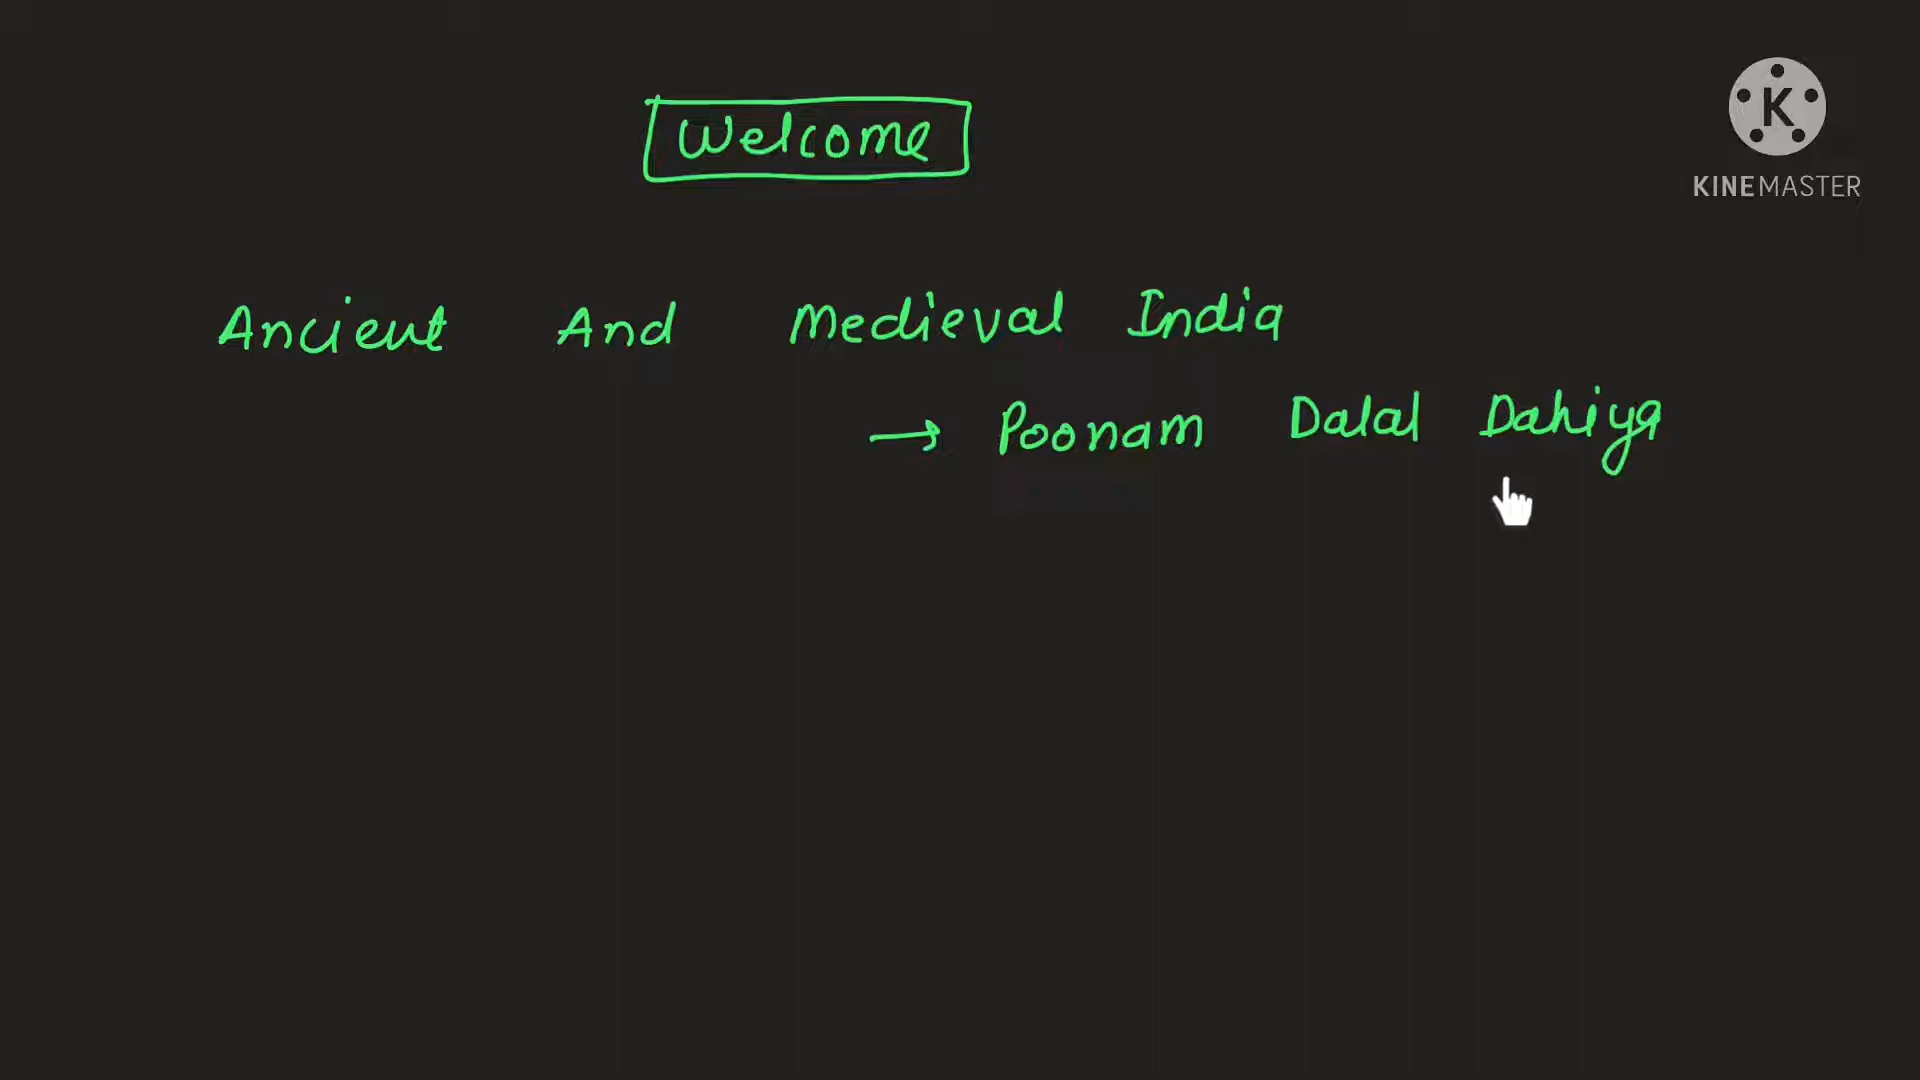 Welcome
K
KINEMASTER
Ancient And Medieval India
→ Poonam Dalal Dahiya